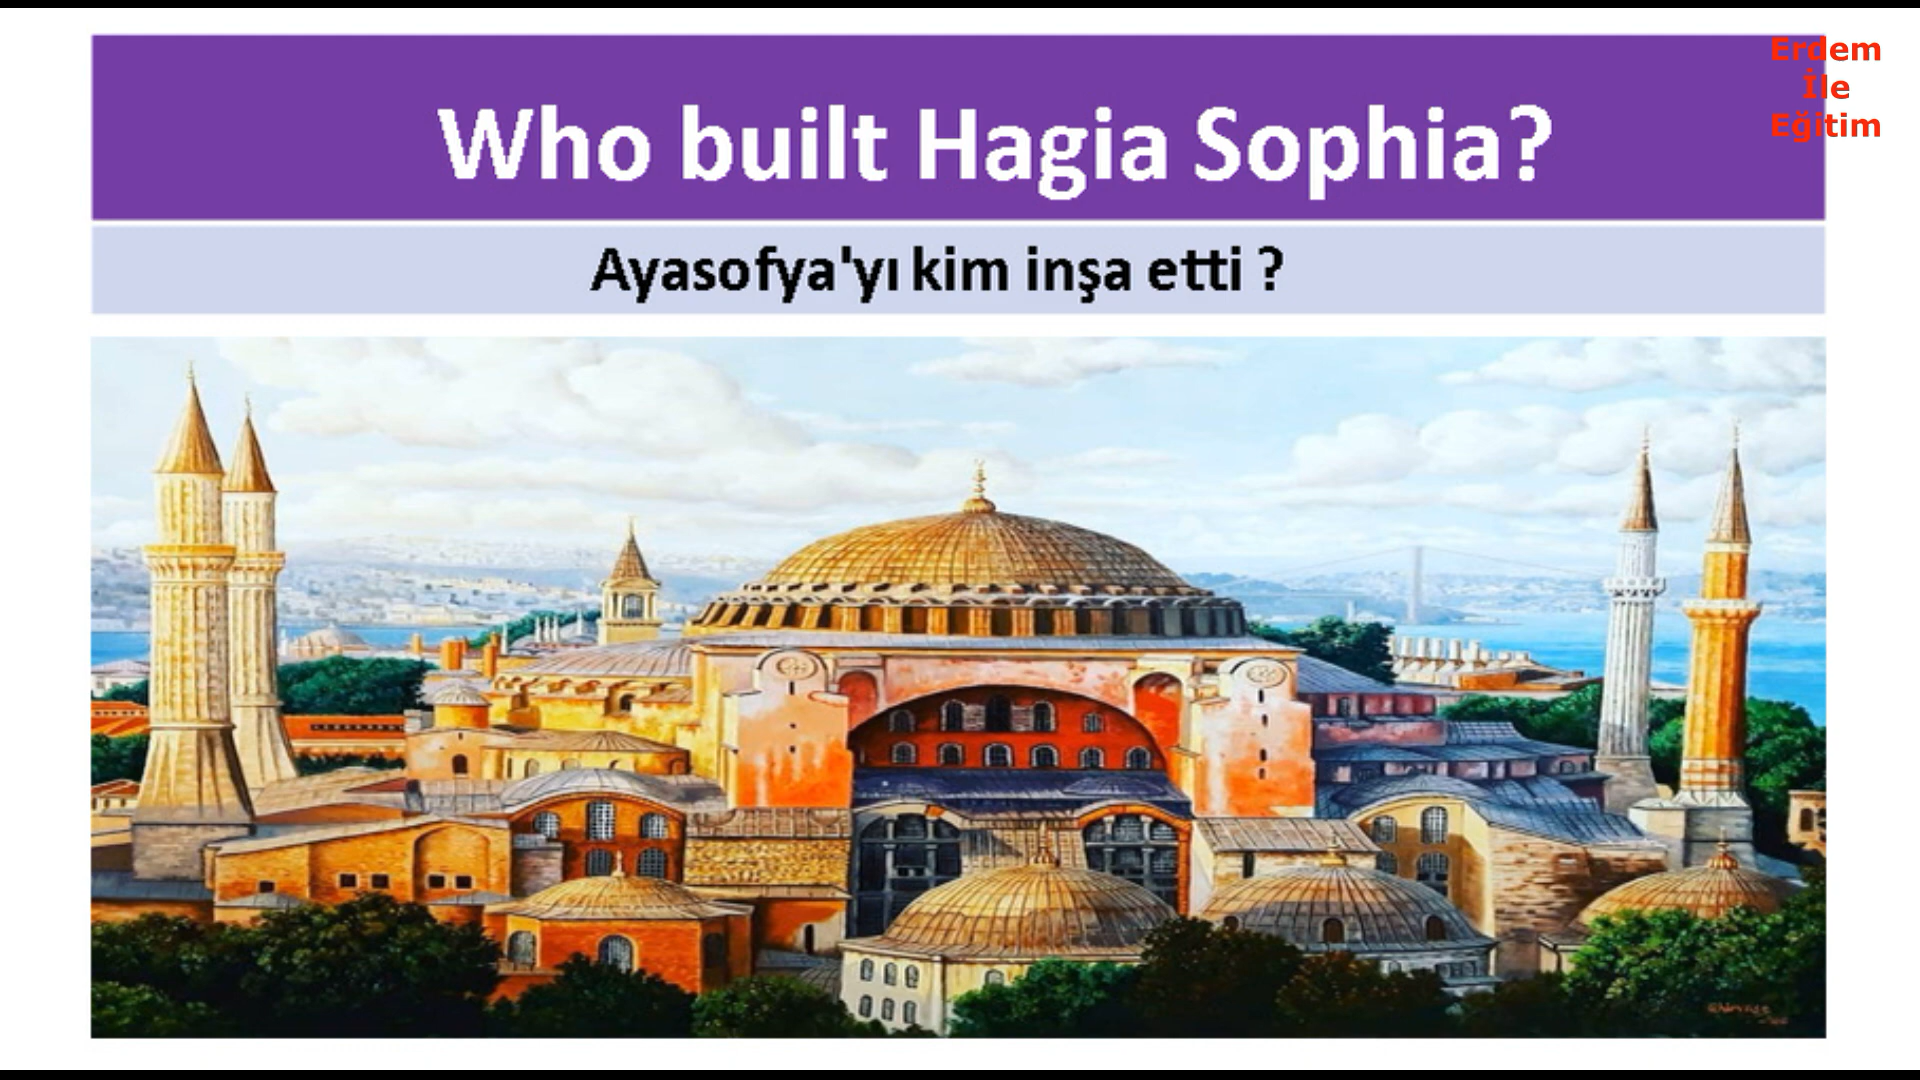 Who built Hagia Sophia?
Ayasofya'yı kim inşa etti ?
Erdem
İle
Eğitim